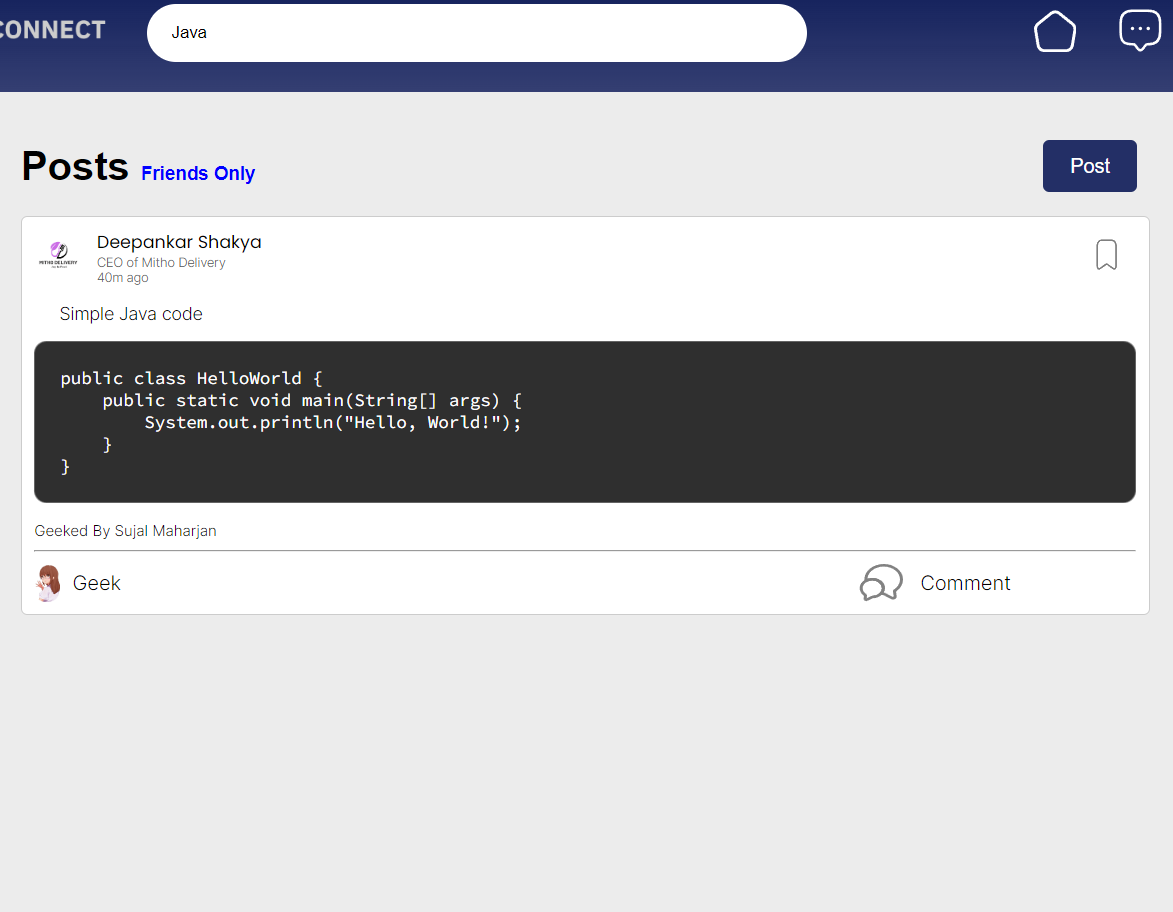 CONNECT
Java
Posts Friends Only
Post
Deepankar Shakya
CEO of Mitho Delivery
40m ago
MITHO DELIVERY
Simple Java code
public class HelloWorld {
    public static void main(String[] args) {
        System.out.println("Hello, World!");
    }
}
Geeked By Sujal Maharjan
Geek
Comment